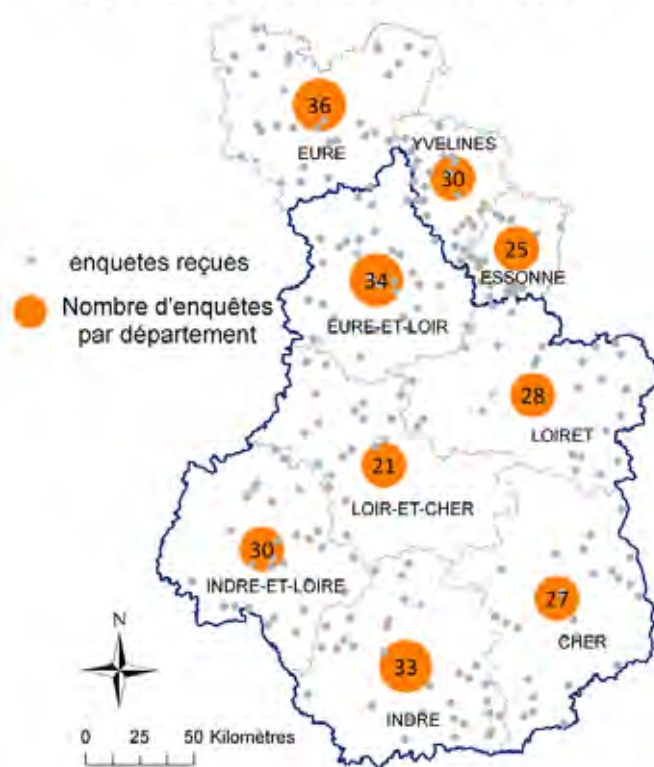 36
EURE
YVELINES
30
25
ESSONNE
enquetes reçues
34
Nombre d'enquêtes
par département
EURE-ET-LOIR
28
LOIRET
21
LOIR-ET-CHER
30
INDRE-ET-LOIRE
27
CHER
N
33
INDRE
0 25 50 Kilomètres